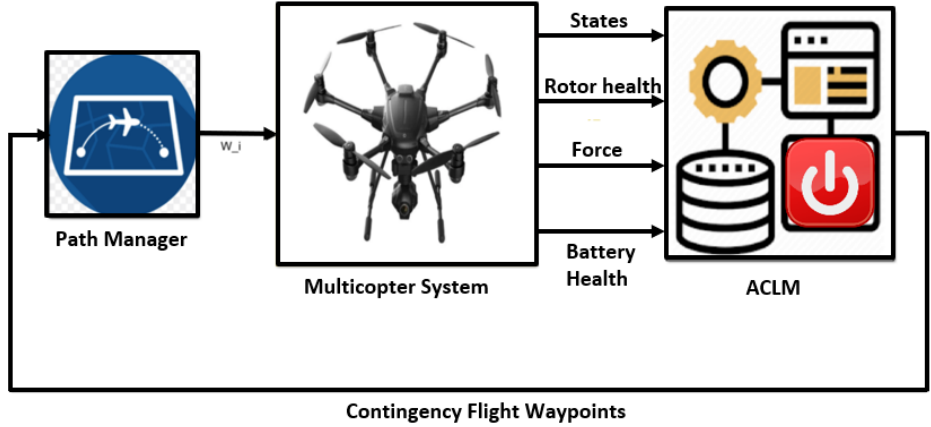 States
Rotor health
W_i
Force
Path Manager
Battery
Health
Multicopter System
ACLM
Contingency Flight Waypoints